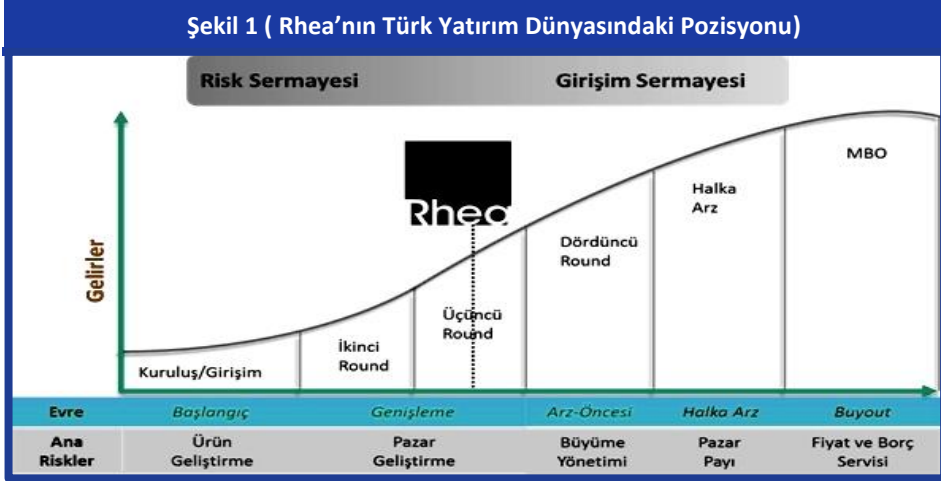 Şekil 1 ( Rhea’nın Türk Yatırım Dünyasındaki Pozisyonu)
Risk Sermayesi Girişim Sermayesi
Gelirler
Rhea
MBO
Halka
Arz
Dördüncü
Round
Üçüncü
Round
İkinci
Round
Kuruluş/Girişim
Evre Başlangıç Genişleme Arz-Öncesi Halka Arz Buyout
Ana Ürün Pazar Büyüme Pazar Fiyat ve Borç
Riskler Geliştirme Geliştirme Yönetimi Payı Servisi